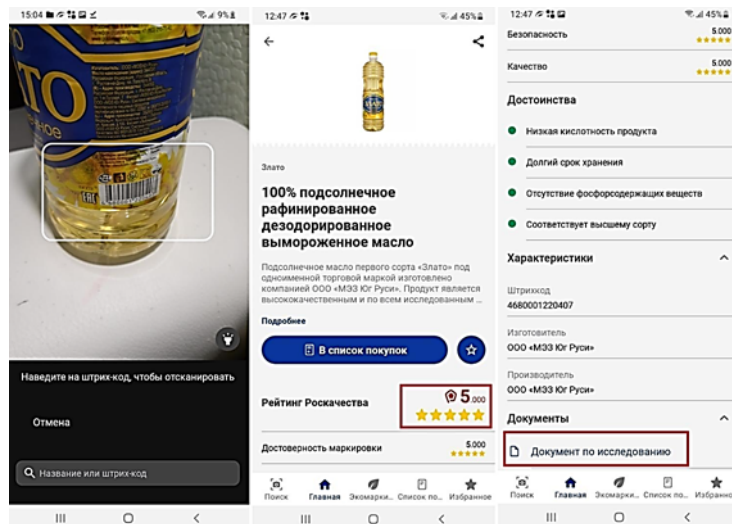 15:04
9%
АТО
Наведите на штрих-код, чтобы отсканировать
Отмена
Название или штрих-код
12:47
45%
Злато
100% подсолнечное
рафинированное
дезодорированное
вымороженное масло
Подсолнечное масло первого сорта «Злато» под
одноименной торговой маркой изготовлено
компанией ООО «МЭЗ Юг Руси». Продукт является
высококачественным и по всем исследованным ...
Подробнее
В список покупок
Рейтинг Роскачества
5.000
Достоверность маркировки
5.000
Поиск
Главная
Экомарки...
Список по...
Избранное
12:47
45%
Безопасность
5.000
Качество
5.000
Достоинства
Низкая кислотность продукта
Долгий срок хранения
Отсутствие фосфорсодержащих веществ
Соответствует высшему сорту
Характеристики
Штрихкод
4680001220407
Изготовитель
ООО «МЭЗ Юг Руси»
Производитель
ООО «МЭЗ Юг Руси»
Документы
Документ по исследованию
Поиск
Главная
Экомарки...
Список по...
Избранно